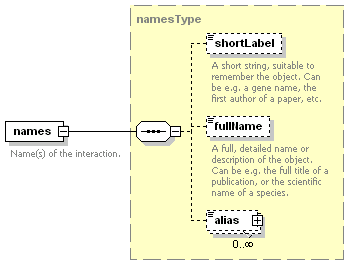 namesType
shortLabel
A short string, suitable to
remember the object. Can
be e.g. a gene name, the
first author of a paper, etc.
names
Name(s) of the interaction.
fullName
A full, detailed name or
description of the object.
Can be e.g. the full title of a
publication, or the scientific
name of a species.
alias
0..∞